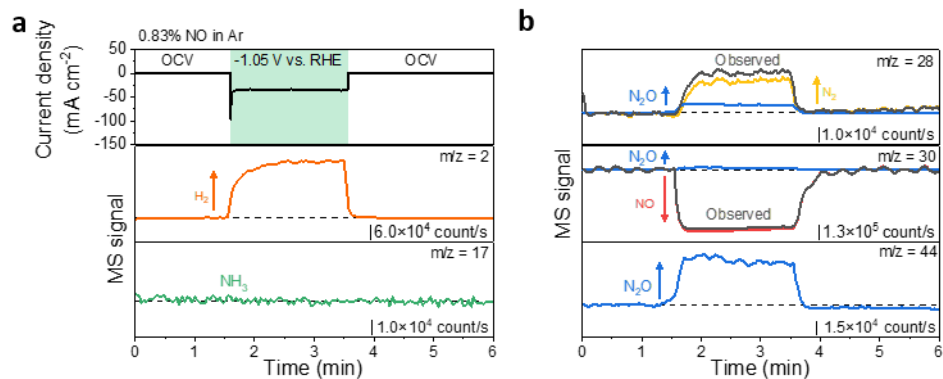 a
0.83% NO in Ar
Current density
(mA cm⁻²)
50
0
-50
-100
-150
OCV
-1.05 V vs. RHE
OCV
MS signal
m/z = 2
H₂
6.0×10⁴ count/s
m/z = 17
NH₃
1.0×10⁴ count/s
0 1 2 3 4 5 6
Time (min)
b
MS signal
m/z = 28
Observed
N₂O
N₂
1.0×10⁴ count/s
m/z = 30
N₂O
NO
Observed
1.3×10⁵ count/s
m/z = 44
N₂O
1.5×10⁴ count/s
0 1 2 3 4 5 6
Time (min)